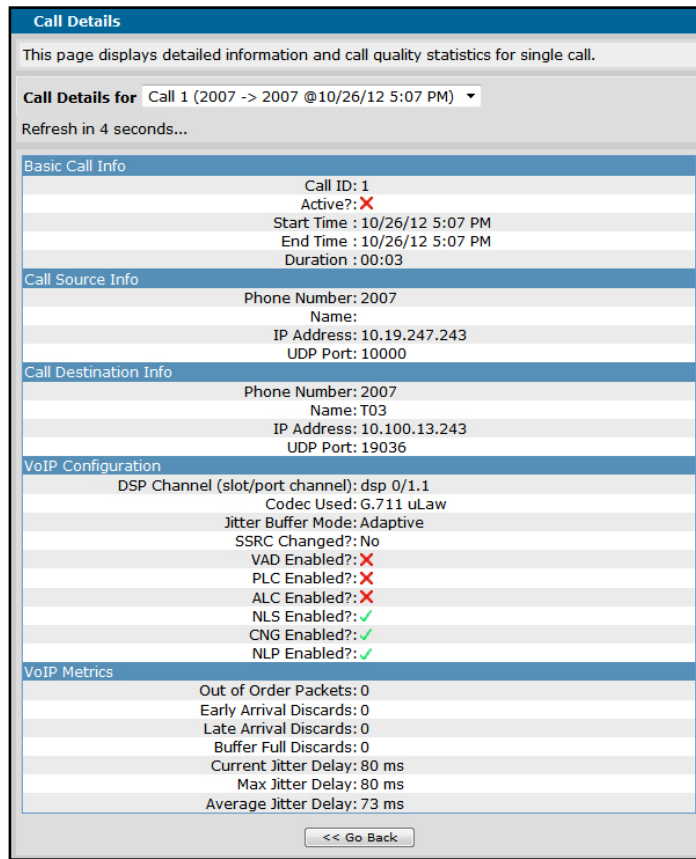 Call Details
This page displays detailed information and call quality statistics for single call.
Call Details for Call 1 (2007 -> 2007 @10/26/12 5:07 PM)
Refresh in 4 seconds...
Basic Call Info
Call ID: 1
Active?:
Start Time : 10/26/12 5:07 PM
End Time : 10/26/12 5:07 PM
Duration : 00:03
Call Source Info
Phone Number: 2007
Name:
IP Address: 10.19.247.243
UDP Port: 10000
Call Destination Info
Phone Number: 2007
Name: T03
IP Address: 10.100.13.243
UDP Port: 19036
VoIP Configuration
DSP Channel (slot/port channel): dsp 0/1.1
Codec Used: G.711 uLaw
Jitter Buffer Mode: Adaptive
SSRC Changed?: No
VAD Enabled?:
PLC Enabled?:
ALC Enabled?:
NLS Enabled?:
CNG Enabled?:
NLP Enabled?:
VoIP Metrics
Out of Order Packets: 0
Early Arrival Discards: 0
Late Arrival Discards: 0
Buffer Full Discards: 0
Current Jitter Delay: 80 ms
Max Jitter Delay: 80 ms
Average Jitter Delay: 73 ms
<< Go Back